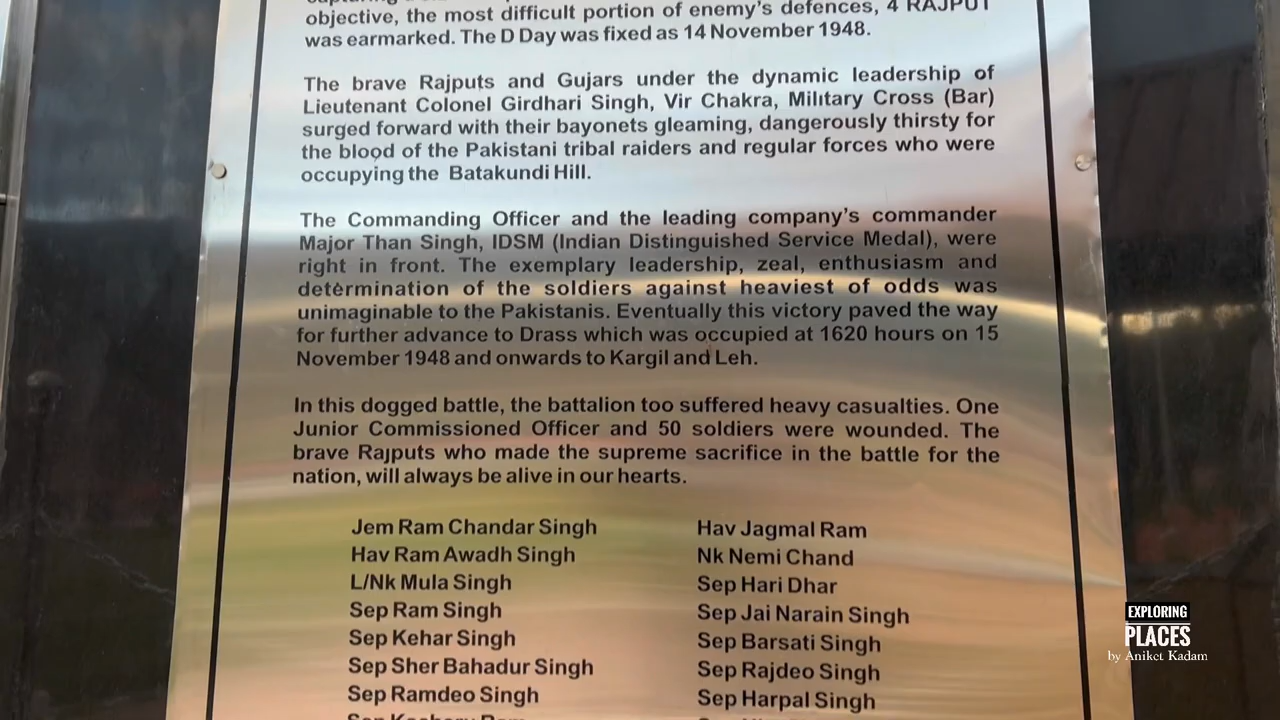 objective, the most difficult portion of enemy's defences, 4 RAJPUT
was earmarked. The D Day was fixed as 14 November 1948.
The brave Rajputs and Gujars under the dynamic leadership of
Lieutenant Colonel Girdhari Singh, Vir Chakra, Military Cross (Bar)
surged forward with their bayonets gleaming, dangerously thirsty for
the blood of the Pakistani tribal raiders and regular forces who were
occupying the Batakundi Hill.
The Commanding Officer and the leading company's commander
Major Than Singh, IDSM (Indian Distinguished Service Medal), were
right in front. The exemplary leadership, zeal, enthusiasm and
determination of the soldiers against heaviest of odds was
unimaginable to the Pakistanis. Eventually this victory paved the way
for further advance to Drass which was occupied at 1620 hours on 15
November 1948 and onwards to Kargil and Leh.
In this dogged battle, the battalion too suffered heavy casualties. One
Junior Commissioned Officer and 50 soldiers were wounded. The
brave Rajputs who made the supreme sacrifice in the battle for the
nation, will always be alive in our hearts.
Jem Ram Chandar Singh
Hav Ram Awadh Singh
L/Nk Mula Singh
Sep Ram Singh
Sep Kehar Singh
Sep Sher Bahadur Singh
Sep Ramdeo Singh
Hav Jagmal Ram
Nk Nemi Chand
Sep Hari Dhar
Sep Jai Narain Singh
Sep Barsati Singh
Sep Rajdeo Singh
Sep Harpal Singh
EXPLORING
PLACES
by Aniket Kadam